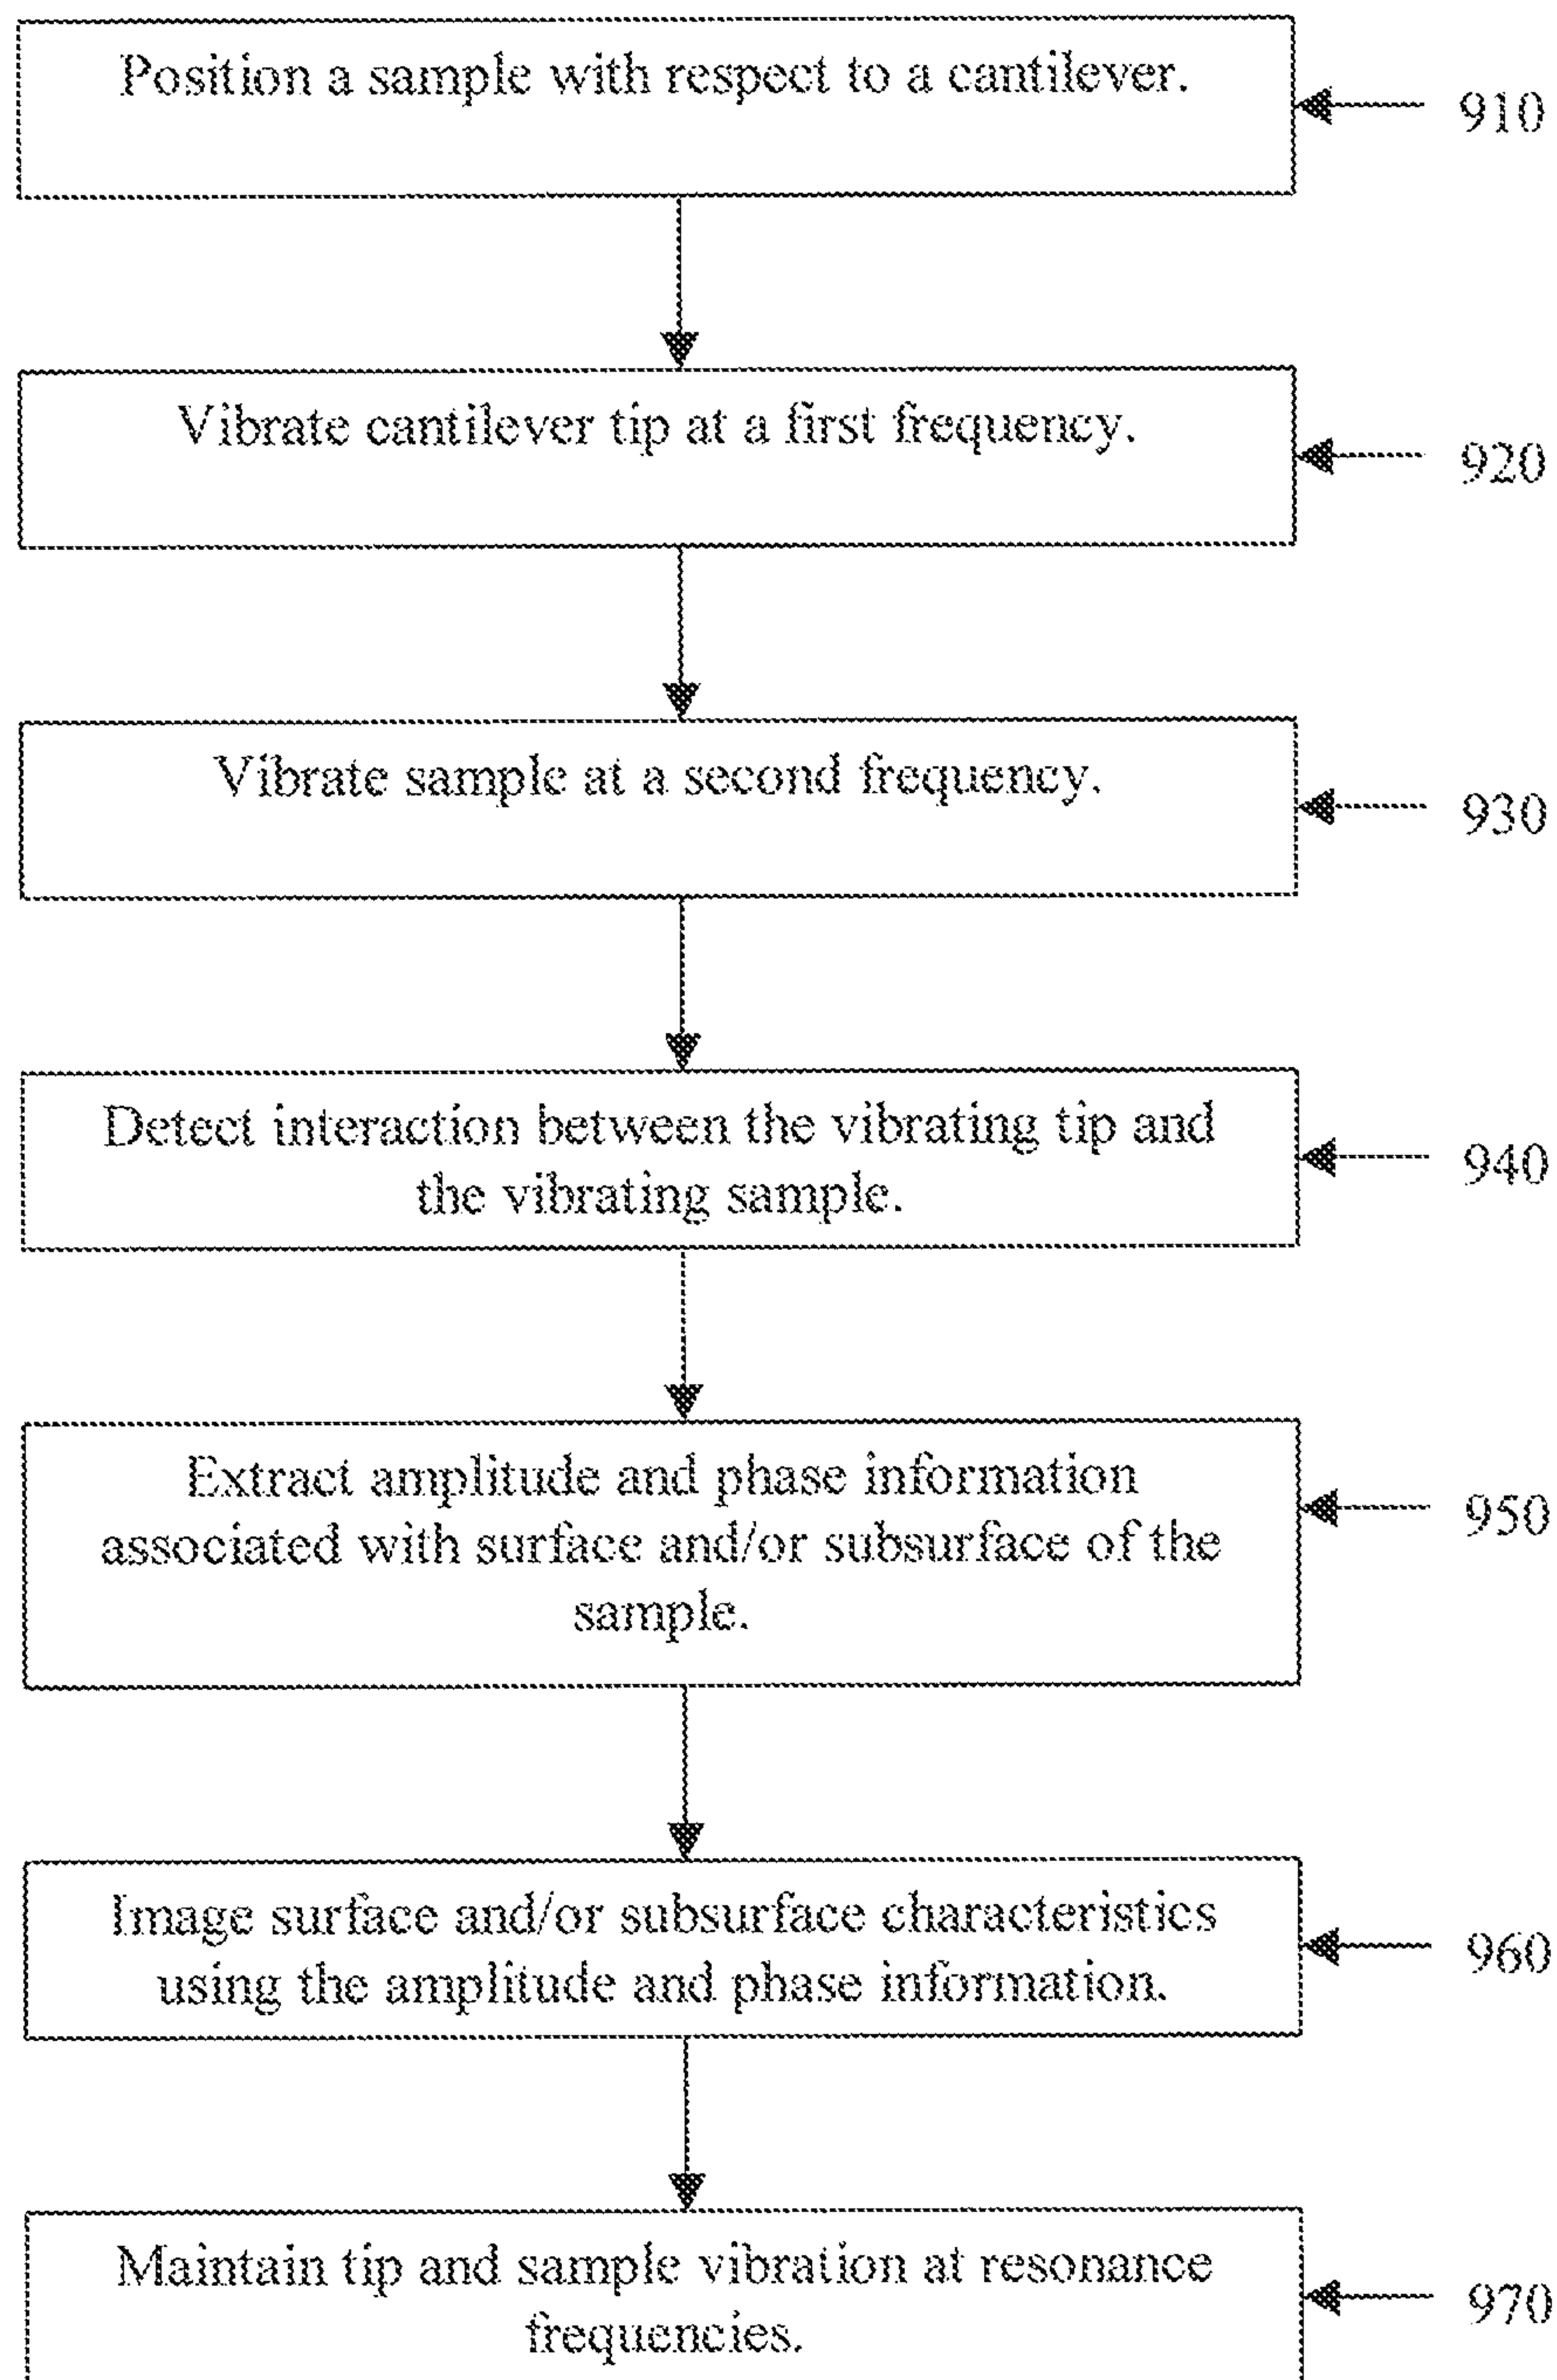 Position a sample with respect to a cantilever.
910
Vibrate cantilever tip at a first frequency.
920
Vibrate sample at a second frequency.
930
Detect interaction between the vibrating tip and
the vibrating sample.
940
Extract amplitude and phase information
associated with surface and/or subsurface of the
sample.
950
Image surface and/or subsurface characteristics
using the amplitude and phase information.
960
Maintain tip and sample vibration at resonance
frequencies.
970